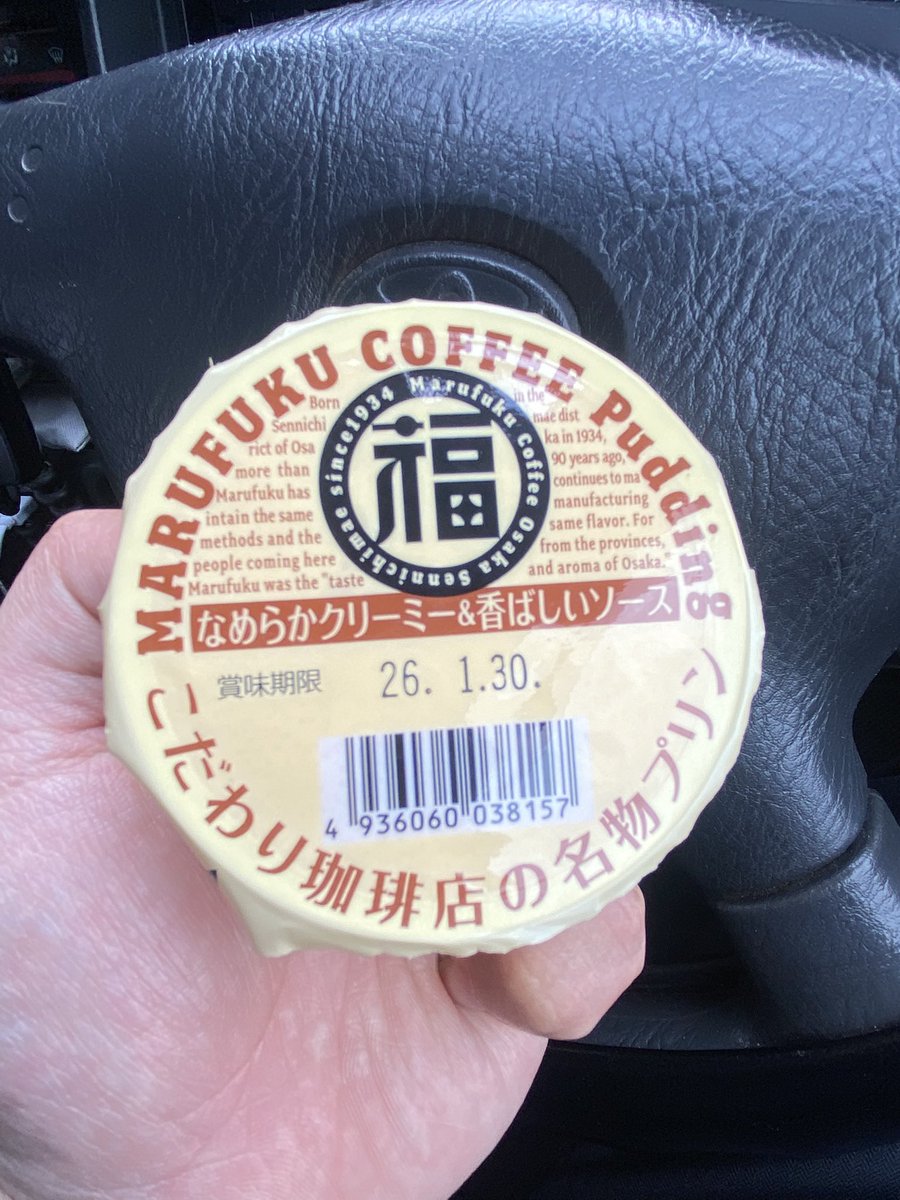 MARUFUKU COFFEE Pudding
since1934 Marufuku Coffee Osaka Sennichimae
福
Born in the
Sennichi mae dist
rict of Osa ka in 1934,
more than 90 years ago,
Marufuku has continues to ma
intain the same manufacturing
methods and the same flavor. For
people coming here from the provinces,
Marufuku was the "taste and aroma of Osaka."
なめらかクリーミー&香ばしいソース
賞味期限 26. 1.30.
4 936060 038157
こだわり珈琲店の名物プリン